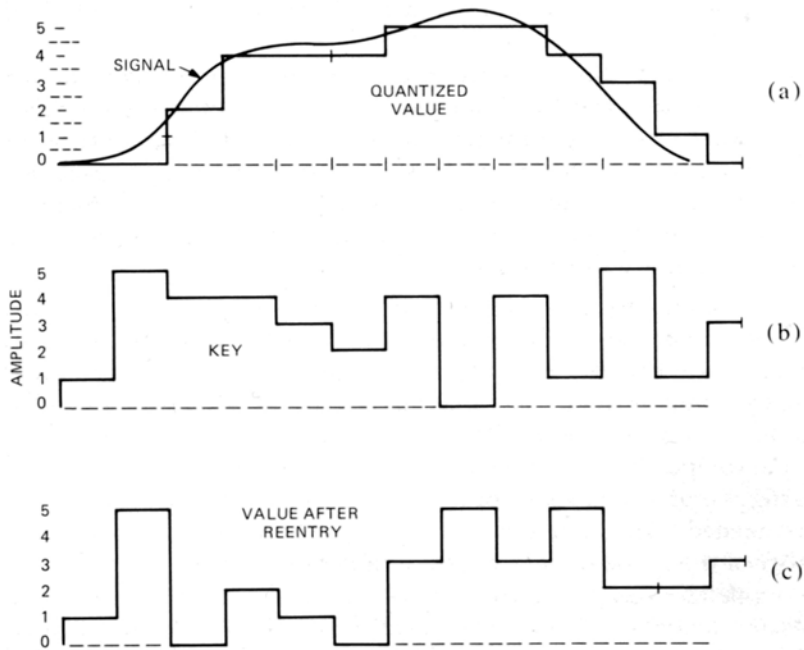 5
4
3
2
1
0
SIGNAL
QUANTIZED
VALUE
(a)
AMPLITUDE
5
4
3
2
1
0
KEY
(b)
5
4
3
2
1
0
VALUE AFTER
REENTRY
(c)